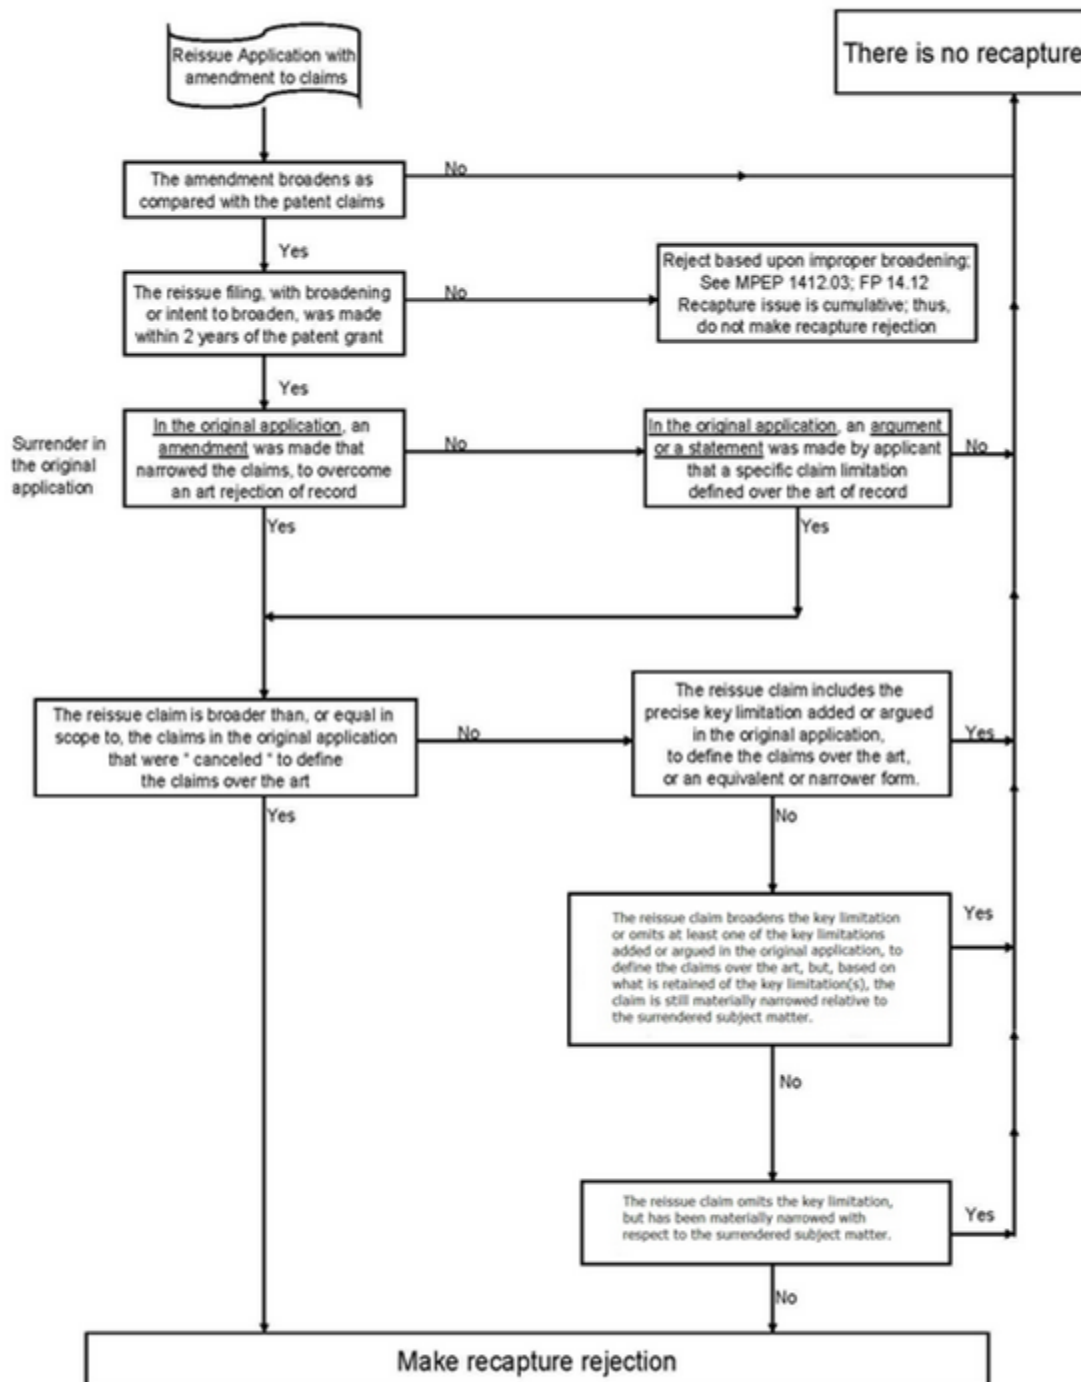 Reissue Application with
amendment to claims
There is no recapture
The amendment broadens as
compared with the patent claims
No
Yes
The reissue filing, with broadening
or intent to broaden, was made
within 2 years of the patent grant
No
Reject based upon improper broadening;
See MPEP 1412.03; FP 14.12
Recapture issue is cumulative; thus,
do not make recapture rejection
Yes
Surrender in
the original
application
In the original application, an
amendment was made that
narrowed the claims, to overcome
an art rejection of record
No
In the original application, an argument
or a statement was made by applicant
that a specific claim limitation
defined over the art of record
No
Yes
Yes
The reissue claim is broader than, or equal in
scope to, the claims in the original application
that were " canceled " to define
the claims over the art
No
The reissue claim includes the
precise key limitation added or argued
in the original application,
to define the claims over the art,
or an equivalent or narrower form.
Yes
Yes
No
The reissue claim broadens the key limitation
or omits at least one of the key limitations
added or argued in the original application, to
define the claims over the art, but, based on
what is retained of the key limitation(s), the
claim is still materially narrowed relative to
the surrendered subject matter.
Yes
No
The reissue claim omits the key limitation,
but has been materially narrowed with
respect to the surrendered subject matter.
Yes
No
Make recapture rejection